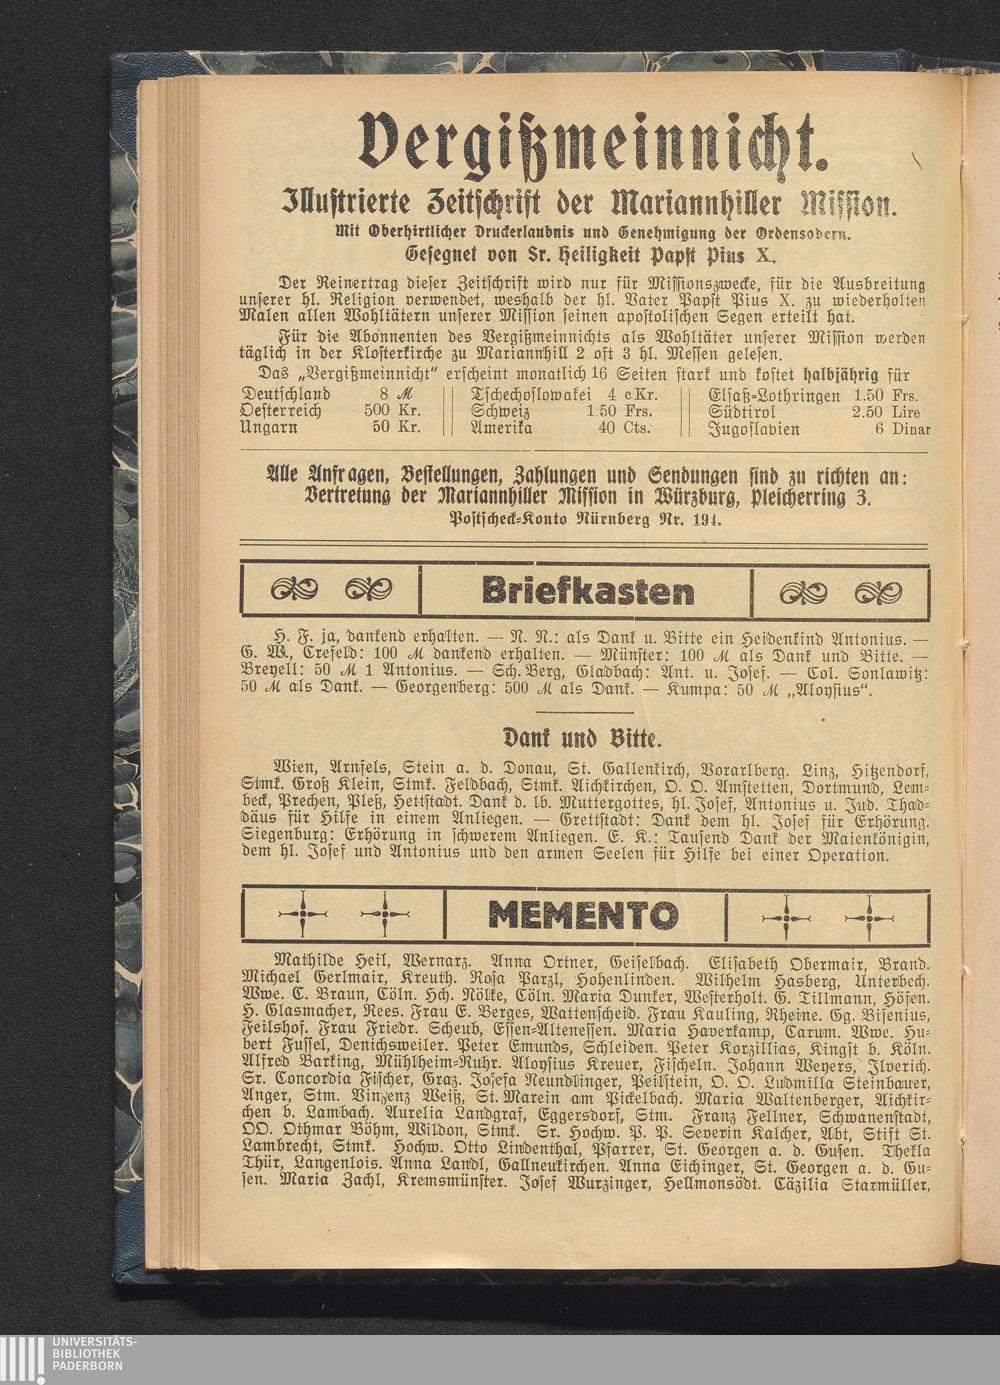 Vergißmeinnicht.
Illustrierte Zeitschrift der Mariannhiller Mission.
Mit Oberhirtlicher Druckerlaubnis und Genehmigung der Ordensobern.
Gesegnet von Sr. Heiligkeit Papst Pius X.
Der Reinertrag dieser Zeitschrift wird nur für Missionszwecke, für die Ausbreitung
unserer hl. Religion verwendet, weshalb der hl. Vater Papst Pius X. zu wiederholten
Malen allen Wohltätern unserer Mission seinen apostolischen Segen erteilt hat.
Für die Abonnenten des Vergißmeinnichts als Wohltäter unserer Mission werden
täglich in der Klosterkirche zu Mariannhill 2 oft 3 hl. Messen gelesen.
Das „Vergißmeinnicht“ erscheint monatlich 16 Seiten stark und kostet halbjährig für
Deutschland 8 M || Tschechoslowakei 4 cKr. || Elsaß-Lothringen 1.50 Frs.
Oesterreich 500 Kr. || Schweiz 1.50 Frs. || Südtirol 2.50 Lire
Ungarn 50 Kr. || Amerika 40 Cts. || Jugoslavien 6 Dinar
Alle Anfragen, Bestellungen, Zahlungen und Sendungen sind zu richten an:
Vertretung der Mariannhiller Mission in Würzburg, Pleicherring 3.
Postscheck-Konto Nürnberg Nr. 194.
Briefkasten
H. F. ja, dankend erhalten. — N. N.: als Dank u. Bitte ein Heidenkind Antonius. —
G. W., Crefeld: 100 M dankend erhalten. — Münster: 100 M als Dank und Bitte. —
Breyell: 50 M 1 Antonius. — Sch. Berg, Gladbach: Ant. u. Josef. — Col. Sonlawitz:
50 M als Dank. — Georgenberg: 500 M als Dank. — Kumpa: 50 M „Aloysius“.
Dank und Bitte.
Wien, Arnfels, Stein a. d. Donau, St. Gallenkirch, Vorarlberg. Linz, Hitzendorf,
Stmk. Groß Klein, Stmk. Feldbach, Stmk. Aichkirchen, O. O. Amstetten, Dortmund, Lem-
beck, Prechen, Pleß, Hettstadt. Dank d. lb. Muttergottes, hl. Josef, Antonius u. Jud. Thad-
däus für Hilfe in einem Anliegen. — Grettstadt: Dank dem hl. Josef für Erhörung.
Siegenburg: Erhörung in schwerem Anliegen. E. K.: Tausend Dank der Maienkönigin,
dem hl. Josef und Antonius und den armen Seelen für Hilfe bei einer Operation.
MEMENTO
Mathilde Heil, Wernarz. Anna Ortner, Geiselbach. Elisabeth Obermair, Brand.
Michael Gerlmair, Kreuth. Rosa Parzl, Hohenlinden. Wilhelm Hasberg, Unterbech.
Wwe. C. Braun, Cöln. Hch. Nölke, Cöln. Maria Dunker, Westerholt. G. Tillmann, Höfen.
H. Glasmacher, Rees. Frau E. Berges, Wattenscheid. Frau Kauling, Rheine. Gg. Bisenius,
Feilshof. Frau Friedr. Scheub, Essen-Altenessen. Maria Haverkamp, Carum. Wwe. Hu-
bert Fussel, Denichsweiler. Peter Emunds, Schleiden. Peter Korzillias, Kingst b. Köln.
Alfred Barking, Mühlheim-Ruhr. Aloysius Kreuer, Fischeln. Johann Weyers, Ilverich.
Sr. Concordia Fischer, Graz. Josefa Neundlinger, Peilstein, O. O. Ludmilla Steinbauer,
Anger, Stm. Vinzenz Weiß, St. Marein am Pickelbach. Maria Waltenberger, Aichkir-
chen b. Lambach. Aurelia Landgraf, Eggersdorf, Stm. Franz Fellner, Schwanenstadt,
OO. Othmar Böhm, Wildon, Stmk. Sr. Hochw. P. P. Severin Kalcher, Abt, Stift St.
Lambrecht, Stmk. Hochw. Otto Lindenthal, Pfarrer, St. Georgen a. d. Gusen. Thekla
Thür, Langenlois. Anna Landl, Gallneukirchen. Anna Eichinger, St. Georgen a. d. Gu-
sen. Maria Zachl, Kremsmünster. Josef Wurzinger, Hellmonsödt. Cäzilia Starmüller,
UNIVERSITÄTS-
BIBLIOTHEK
PADERBORN